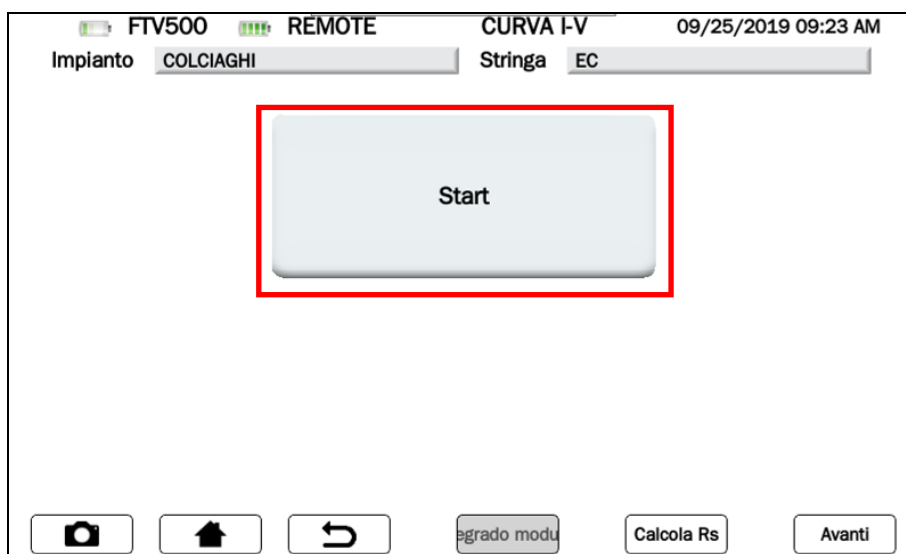 FTV500 REMOTE CURVA I-V 09/25/2019 09:23 AM
Impianto COLCIAGHI Stringa EC
Start
egrado modu Calcola Rs Avanti